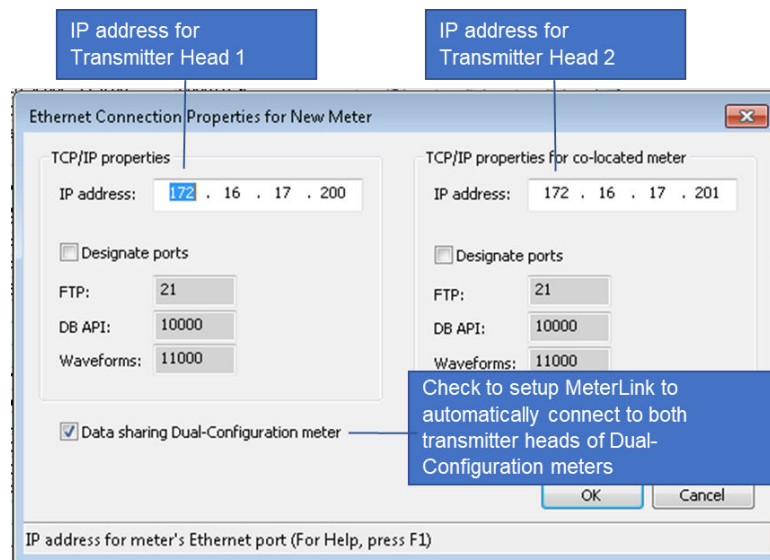 IP address for
Transmitter Head 1
IP address for
Transmitter Head 2
Ethernet Connection Properties for New Meter
TCP/IP properties
IP address: 172 . 16 . 17 . 200
Designate ports
FTP: 21
DB API: 10000
Waveforms: 11000
TCP/IP properties for co-located meter
IP address: 172 . 16 . 17 . 201
Designate ports
FTP: 21
DB API: 10000
Waveforms: 11000
Data sharing Dual-Configuration meter
Check to setup MeterLink to
automatically connect to both
transmitter heads of Dual-
Configuration meters
OK
Cancel
IP address for meter's Ethernet port (For Help, press F1)